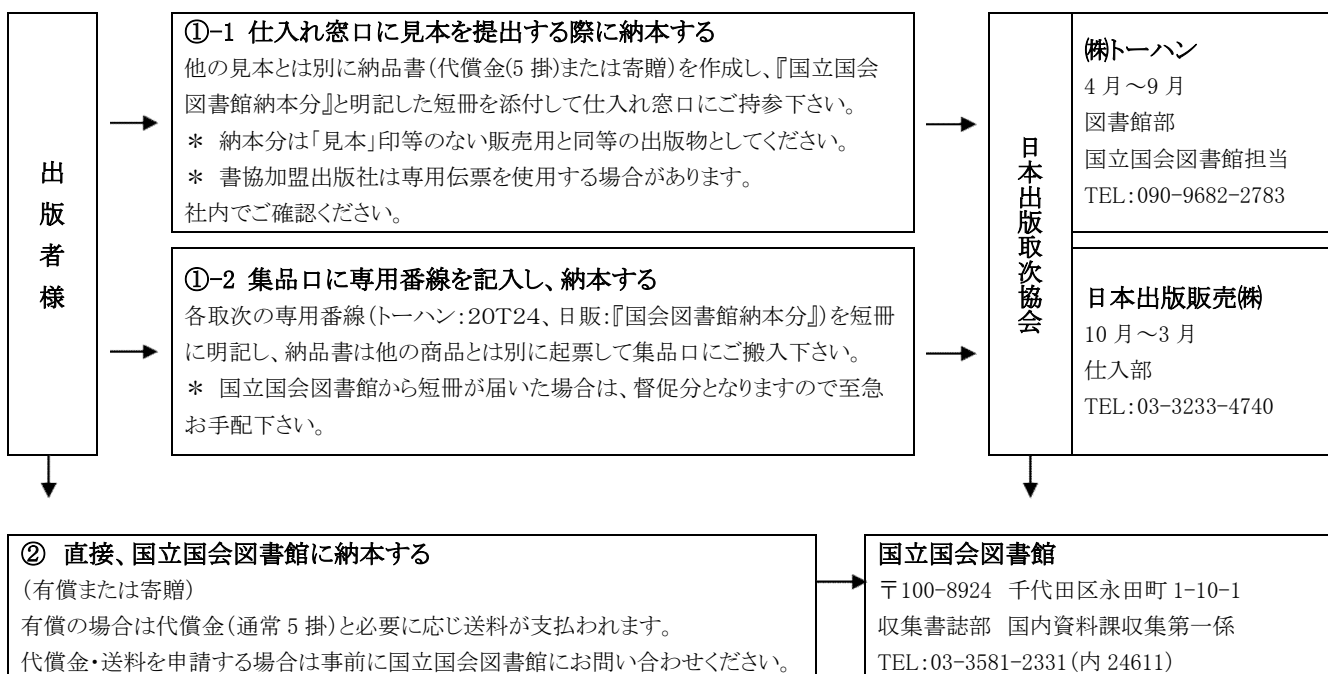 出版者様
①-1 仕入れ窓口に見本を提出する際に納本する
他の見本とは別に納品書(代償金(5 掛)または寄贈)を作成し、『国立国会
図書館納本分』と明記した短冊を添付して仕入れ窓口にご持参下さい。
＊ 納本分は「見本」印等のない販売用と同等の出版物としてください。
＊ 書協加盟出版社は専用伝票を使用する場合があります。
社内でご確認ください。
①-2 集品口に専用番線を記入し、納本する
各取次の専用番線(トーハン:20T24、日販:『国会図書館納本分』)を短冊
に明記し、納品書は他の商品とは別に起票して集品口にご搬入下さい。
＊ 国立国会図書館から短冊が届いた場合は、督促分となりますので至急
お手配下さい。
日本出版取次協会
㈱トーハン
4 月～9 月
図書館部
国立国会図書館担当
TEL:090-9682-2783
日本出版販売㈱
10 月～3 月
仕入部
TEL:03-3233-4740
② 直接、国立国会図書館に納本する
(有償または寄贈)
有償の場合は代償金(通常 5 掛)と必要に応じ送料が支払われます。
代償金・送料を申請する場合は事前に国立国会図書館にお問い合わせください。
国立国会図書館
〒100-8924 千代田区永田町 1-10-1
収集書誌部 国内資料課収集第一係
TEL:03-3581-2331(内 24611)